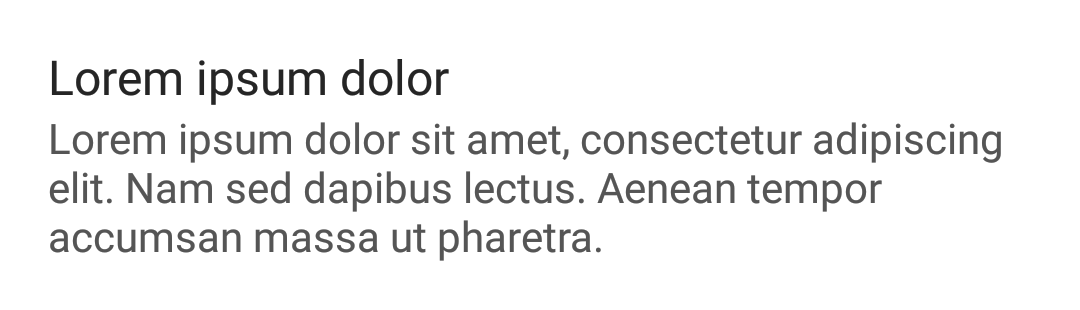 Lorem ipsum dolor
Lorem ipsum dolor sit amet, consectetur adipiscing
elit. Nam sed dapibus lectus. Aenean tempor
accumsan massa ut pharetra.